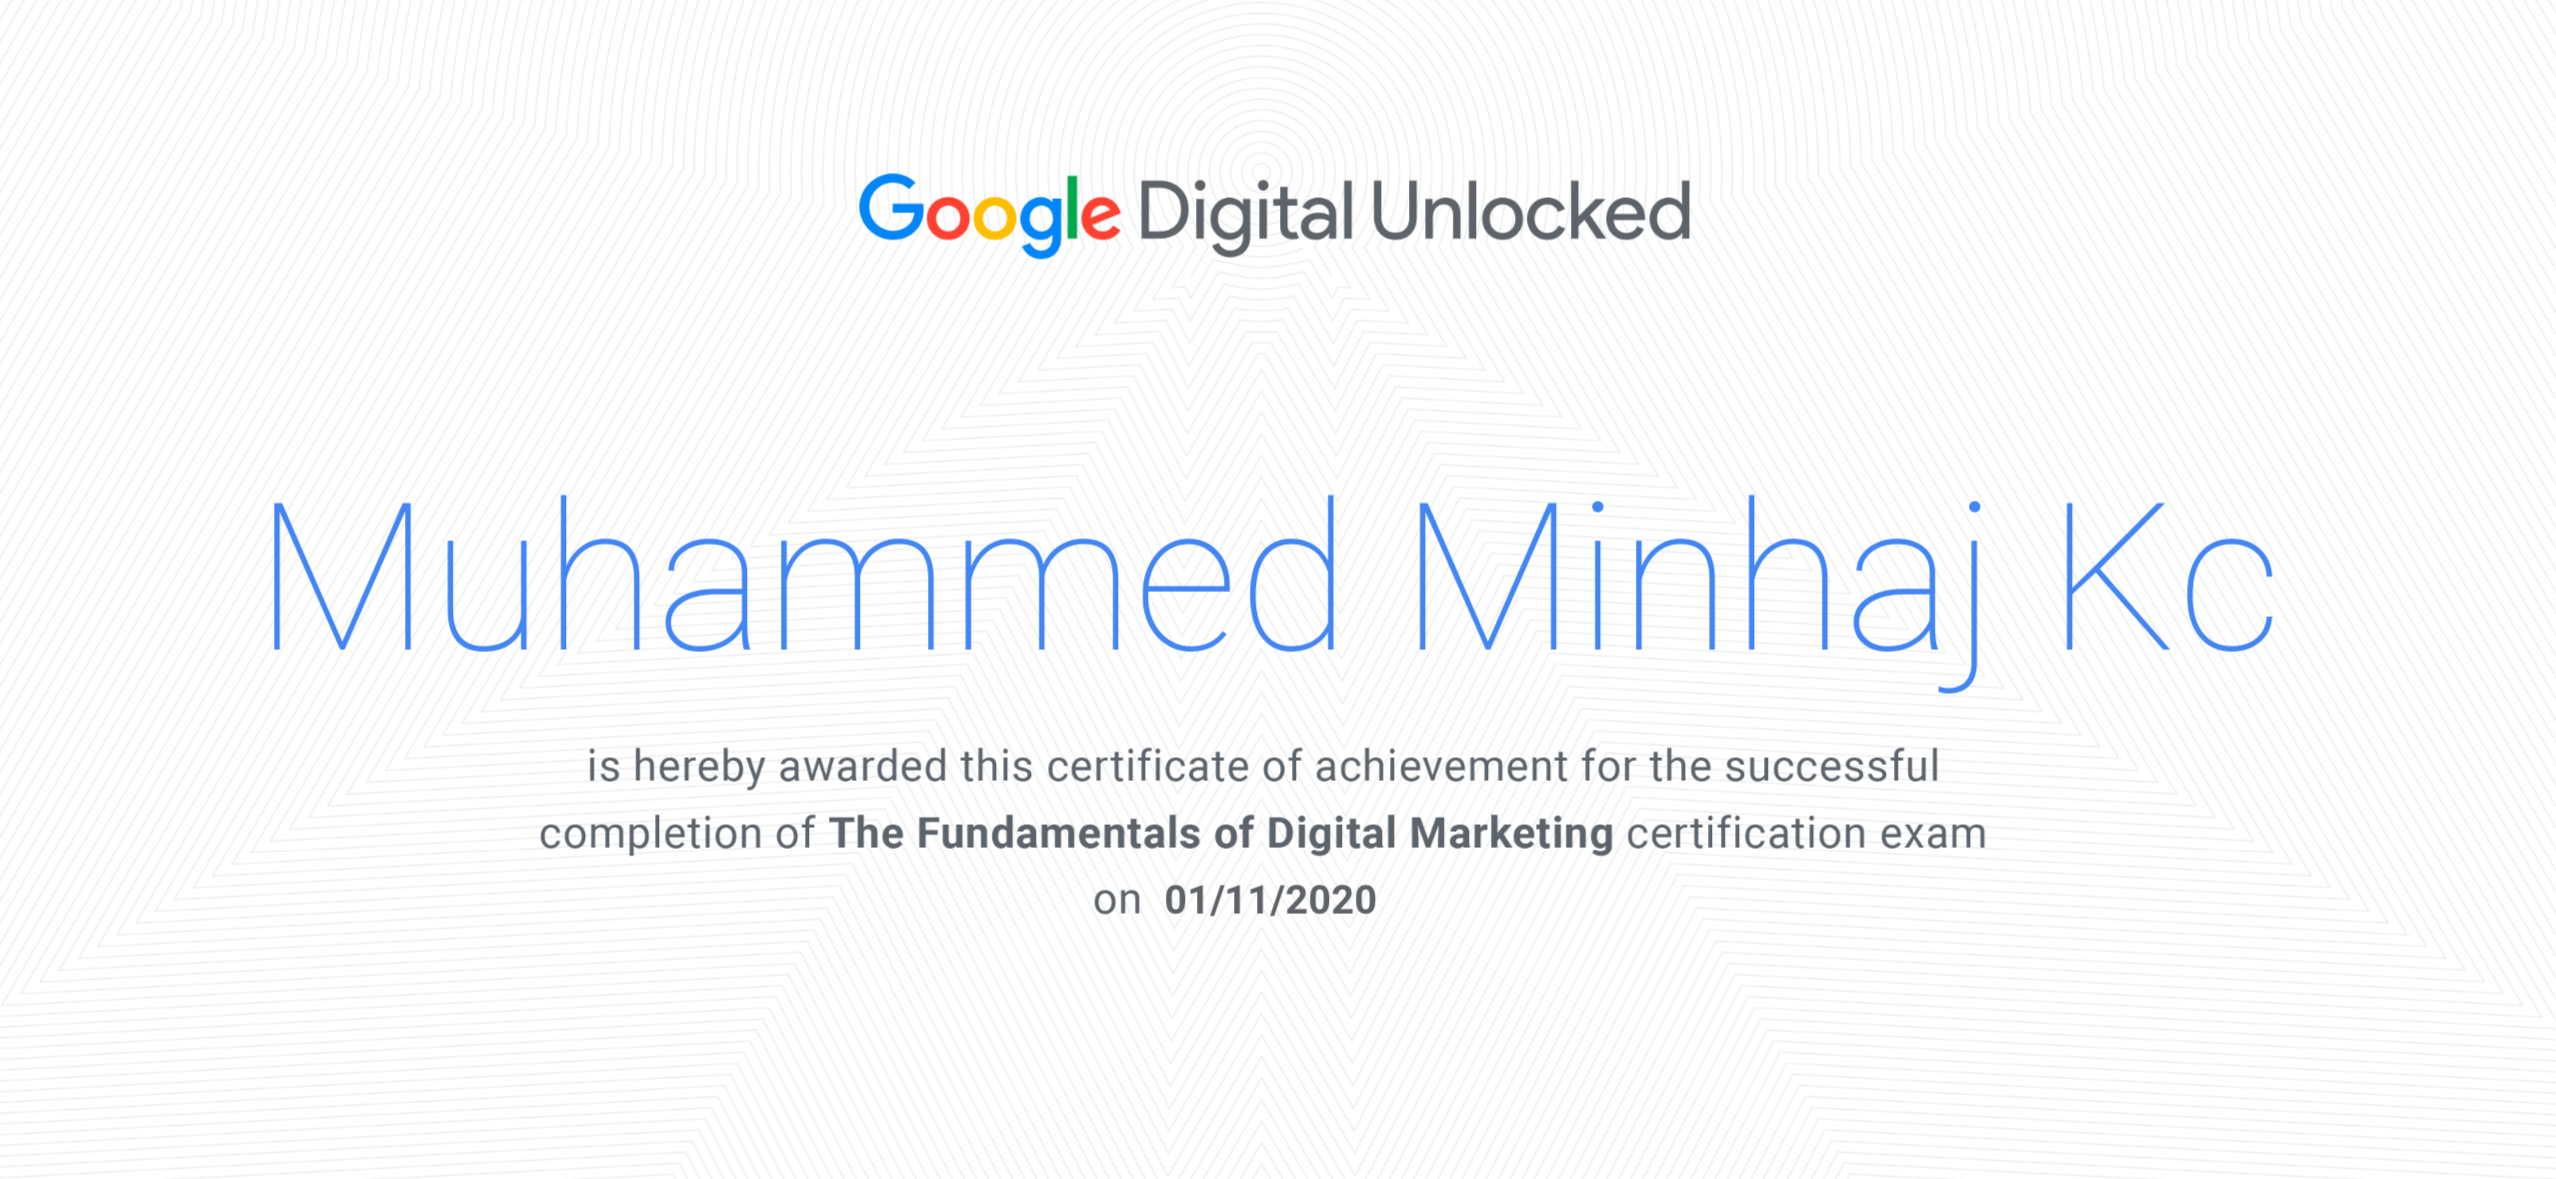 Google Digital Unlocked
Muhammed Minhaj Kc
is hereby awarded this certificate of achievement for the successful
completion of The Fundamentals of Digital Marketing certification exam
on 01/11/2020